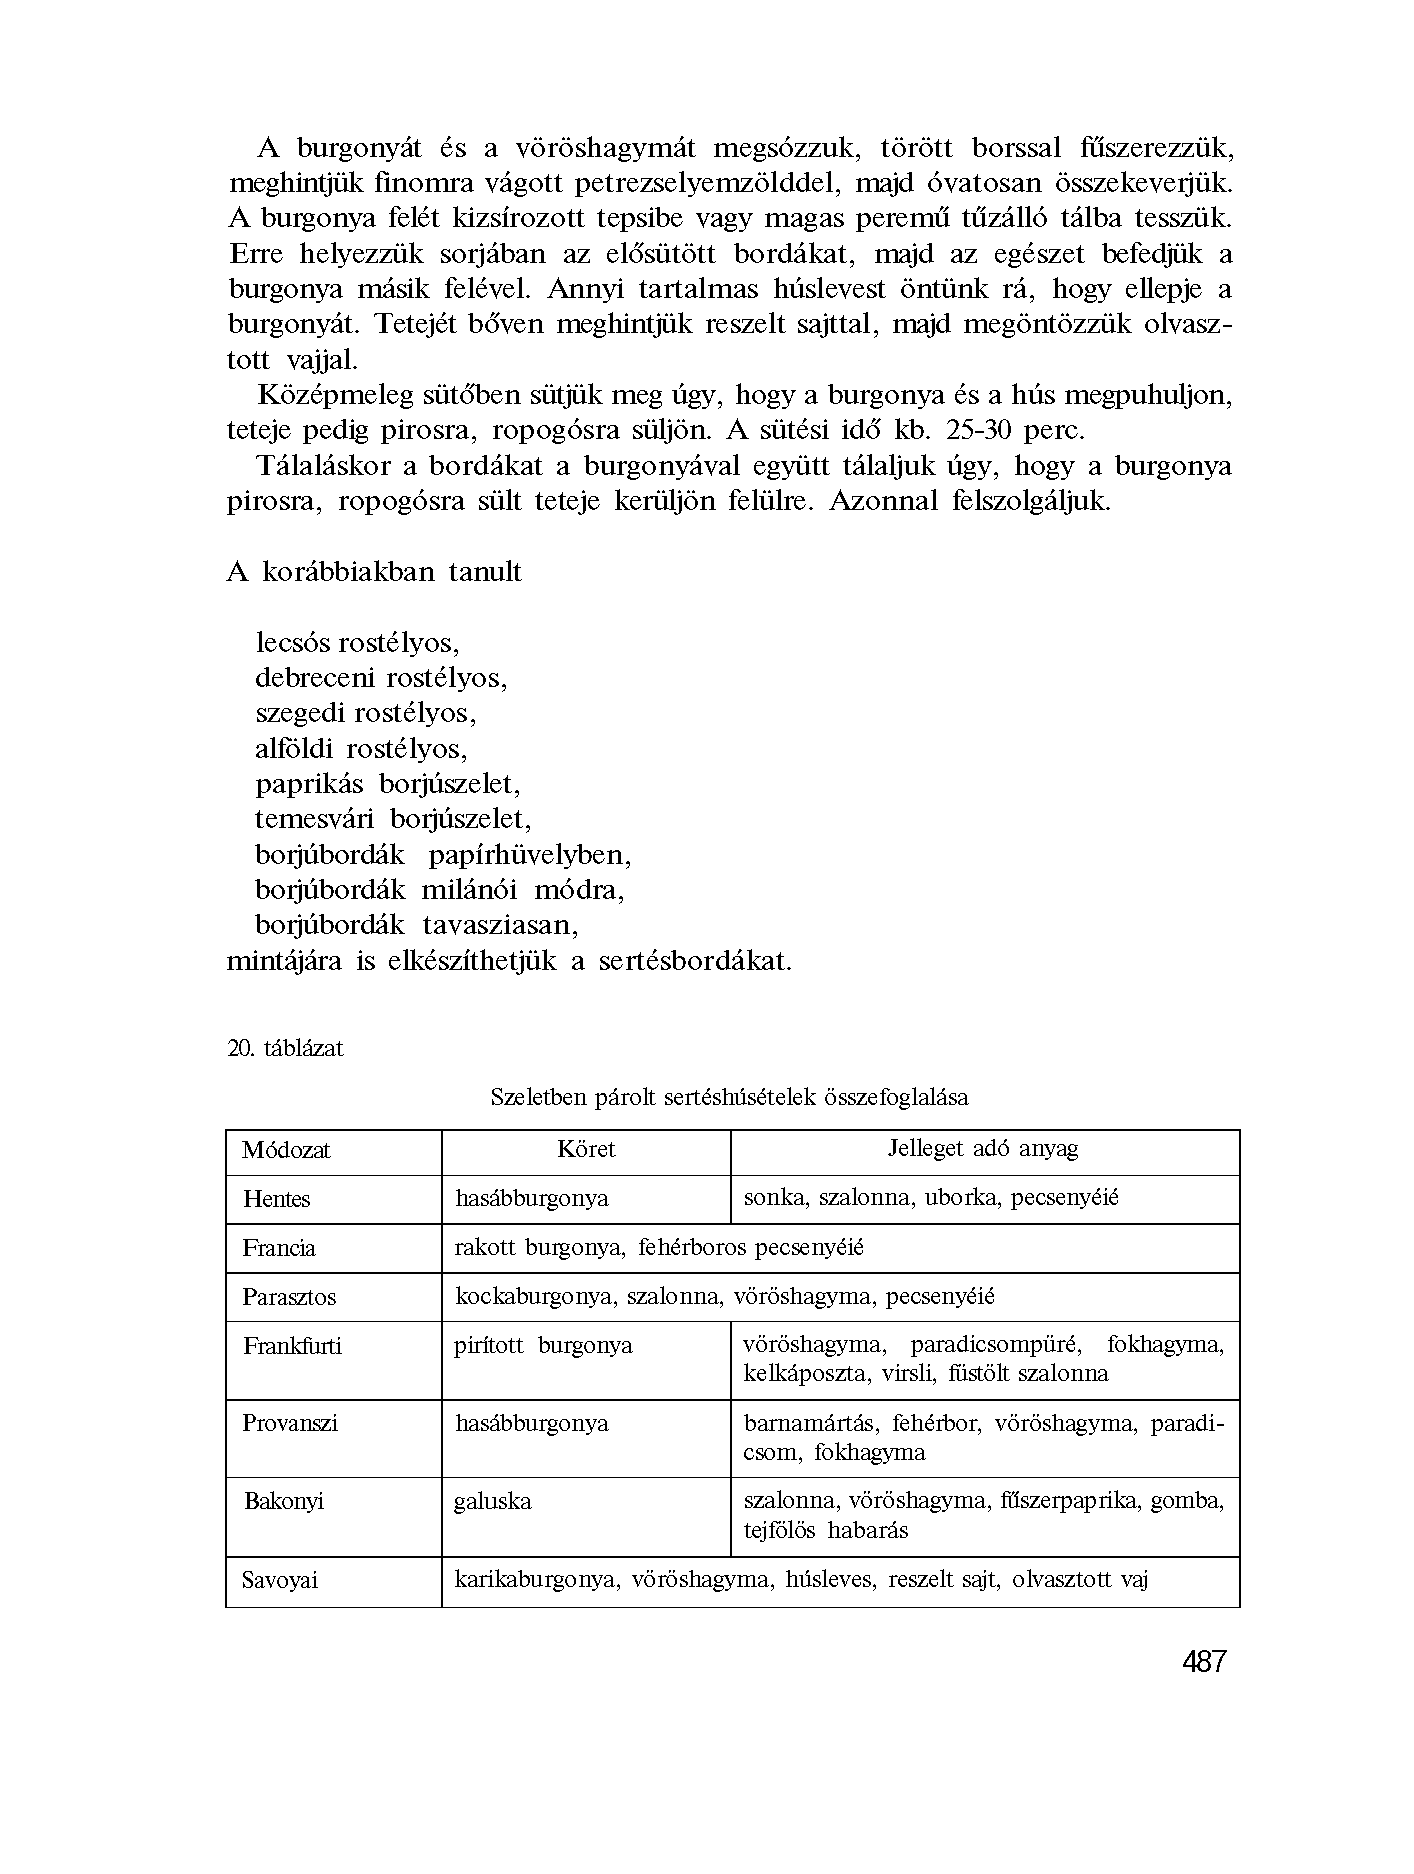 A burgonyát és a vöröshagymát megsózzuk, törött borssal fűszerezzük,
meghintjük finomra vágott petrezselyemzölddel, majd óvatosan összekeverjük.
A burgonya felét kizsírozott tepsibe vagy magas peremű tűzálló tálba tesszük.
Erre helyezzük sorjában az elősütött bordákat, majd az egészet befedjük a
burgonya másik felével. Annyi tartalmas húslevest öntünk rá, hogy ellepje a
burgonyát. Tetejét bőven meghintjük reszelt sajttal, majd megöntözzük olvasz-
tott vajjal.
Középmeleg sütőben sütjük meg úgy, hogy a burgonya és a hús megpuhuljon,
teteje pedig pirosra, ropogósra süljön. A sütési idő kb. 25-30 perc.
Tálaláskor a bordákat a burgonyával együtt tálaljuk úgy, hogy a burgonya
pirosra, ropogósra sült teteje kerüljön felülre. Azonnal felszolgáljuk.
A korábbiakban tanult
lecsós rostélyos,
debreceni rostélyos,
szegedi rostélyos,
alföldi rostélyos,
paprikás borjúszelet,
temesvári borjúszelet,
borjúbordák papírhüvelyben,
borjúbordák milánói módra,
borjúbordák tavasziasan,
mintájára is elkészíthetjük a sertésbordákat.
20. táblázat
Szeletben párolt sertéshúsételek összefoglalása
Módozat Köret Jelleget adó anyag
Hentes hasábburgonya sonka, szalonna, uborka, pecsenyéié
Francia rakott burgonya, fehérboros pecsenyéié
Parasztos kockaburgonya, szalonna, vöröshagyma, pecsenyéié
Frankfurti pirított burgonya vöröshagyma, paradicsompüré, fokhagyma,
kelkáposzta, virsli, füstölt szalonna
Provanszi hasábburgonya barnamártás, fehérbor, vöröshagyma, paradi-
csom, fokhagyma
Bakonyi galuska szalonna, vöröshagyma, fűszerpaprika, gomba,
tejfölös habarás
Savoyai karikaburgonya, vöröshagyma, húsleves, reszelt sajt, olvasztott vaj
487